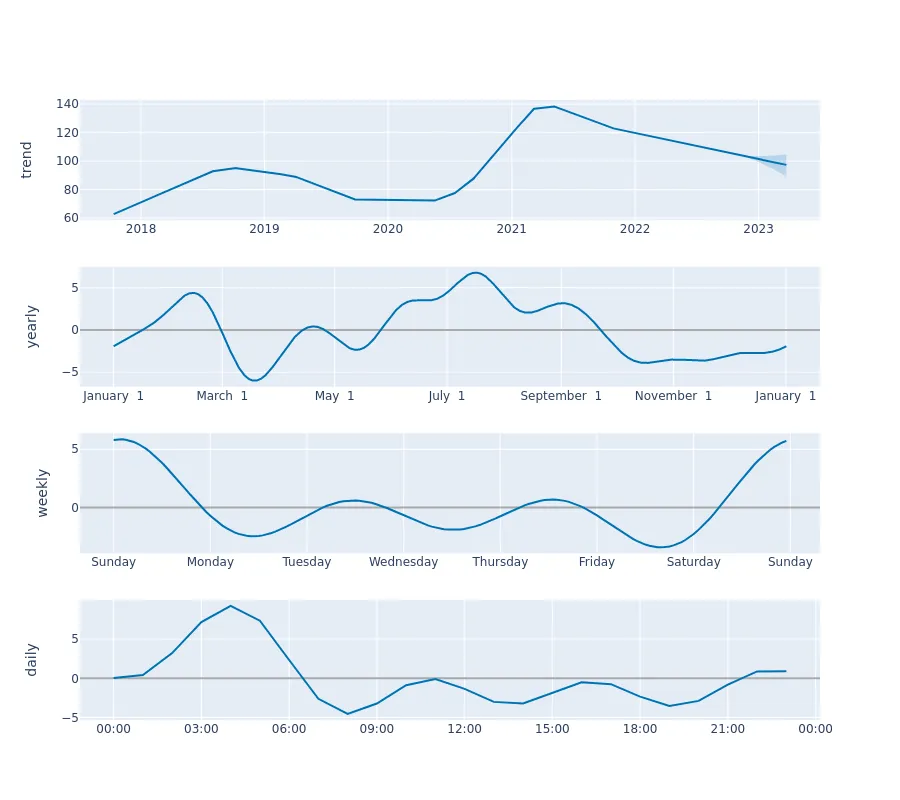 140
120
100
80
60
trend
2018 2019 2020 2021 2022 2023
5
0
−5
yearly
January 1 March 1 May 1 July 1 September 1 November 1 January 1
5
0
weekly
Sunday Monday Tuesday Wednesday Thursday Friday Saturday Sunday
5
0
−5
daily
00:00 03:00 06:00 09:00 12:00 15:00 18:00 21:00 00:00